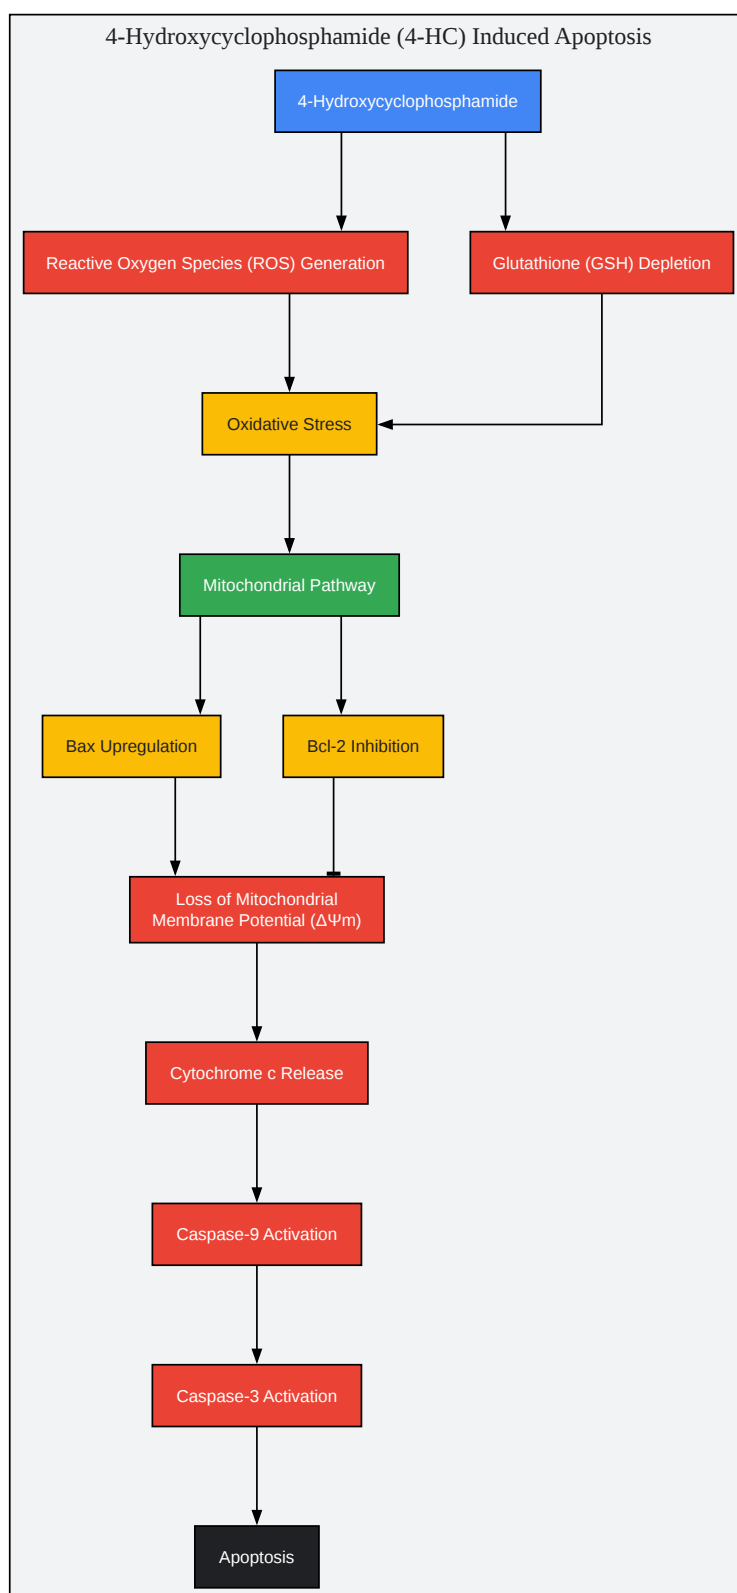 4-Hydroxycyclophosphamide (4-HC) Induced Apoptosis
4-Hydroxycyclophosphamide
Reactive Oxygen Species (ROS) Generation
Glutathione (GSH) Depletion
Oxidative Stress
Mitochondrial Pathway
Bax Upregulation
Bcl-2 Inhibition
Loss of Mitochondrial
Membrane Potential (ΔΨm)
Cytochrome c Release
Caspase-9 Activation
Caspase-3 Activation
Apoptosis